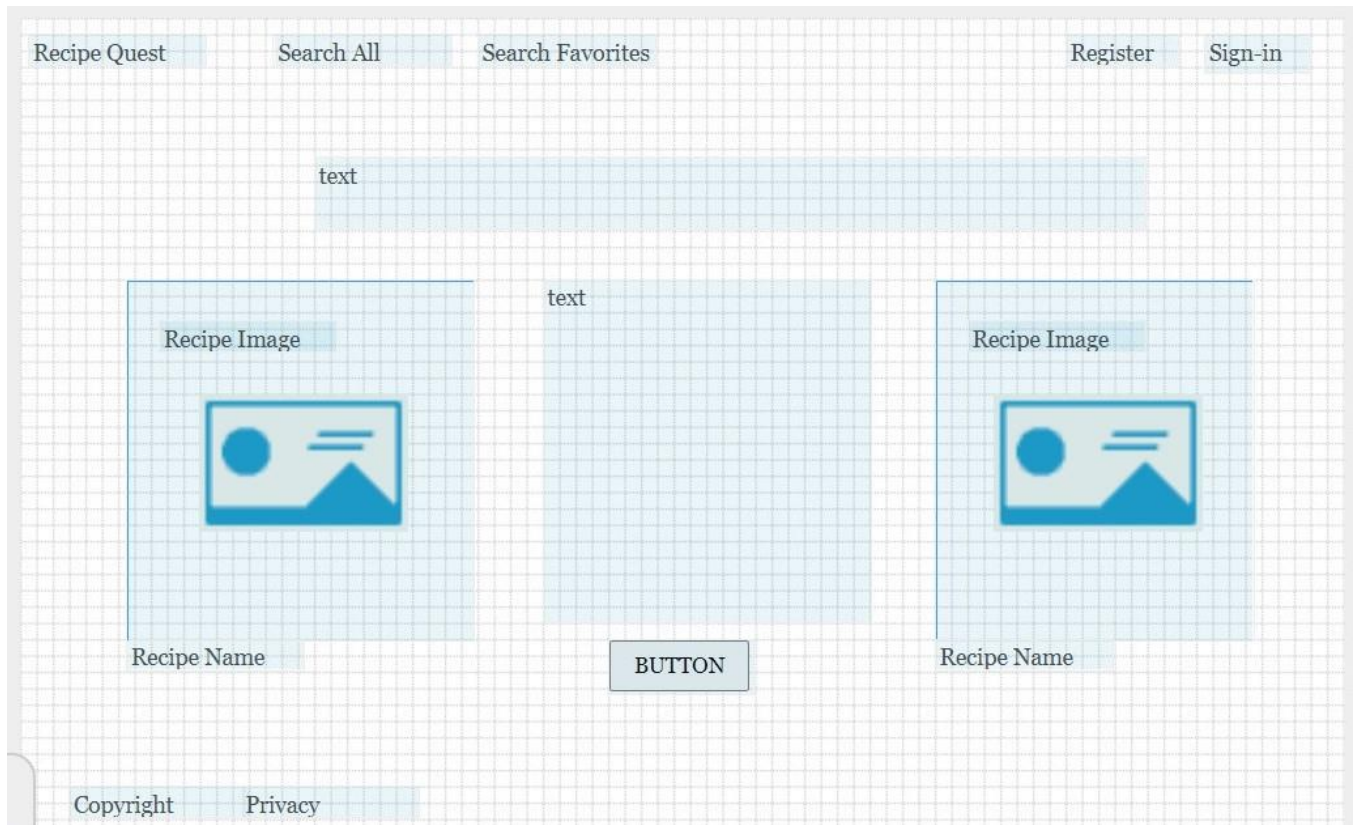 Recipe Quest Search All Search Favorites Register Sign-in
text
text
Recipe Image Recipe Image
Recipe Name BUTTON Recipe Name
Copyright Privacy